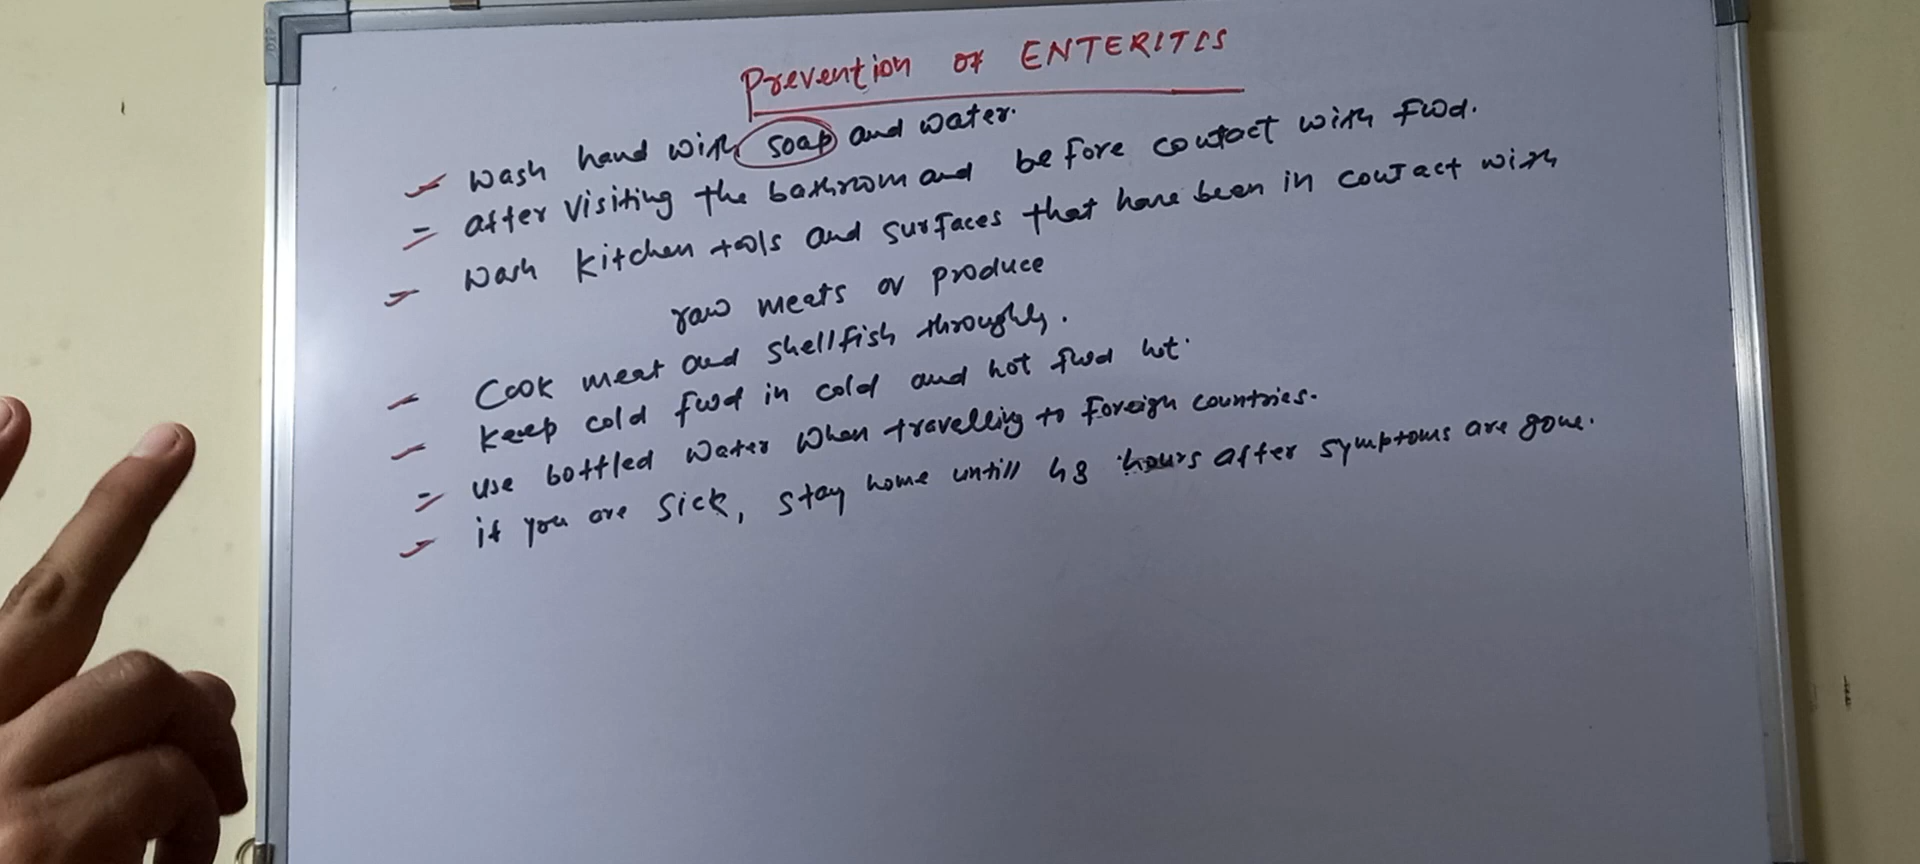 Prevention of ENTERITIS
- Wash hand with soap and water.
- after visiting the bathroom and before contact with food.
- Wash kitchen tools and surfaces that have been in contact with
raw meats or produce
- Cook meat and shellfish throughly.
- Keep cold food in cold and hot food hot.
- Use bottled water when travelling to foreign countries.
- if you are sick, stay home untill 48 hours after symptoms are gone.